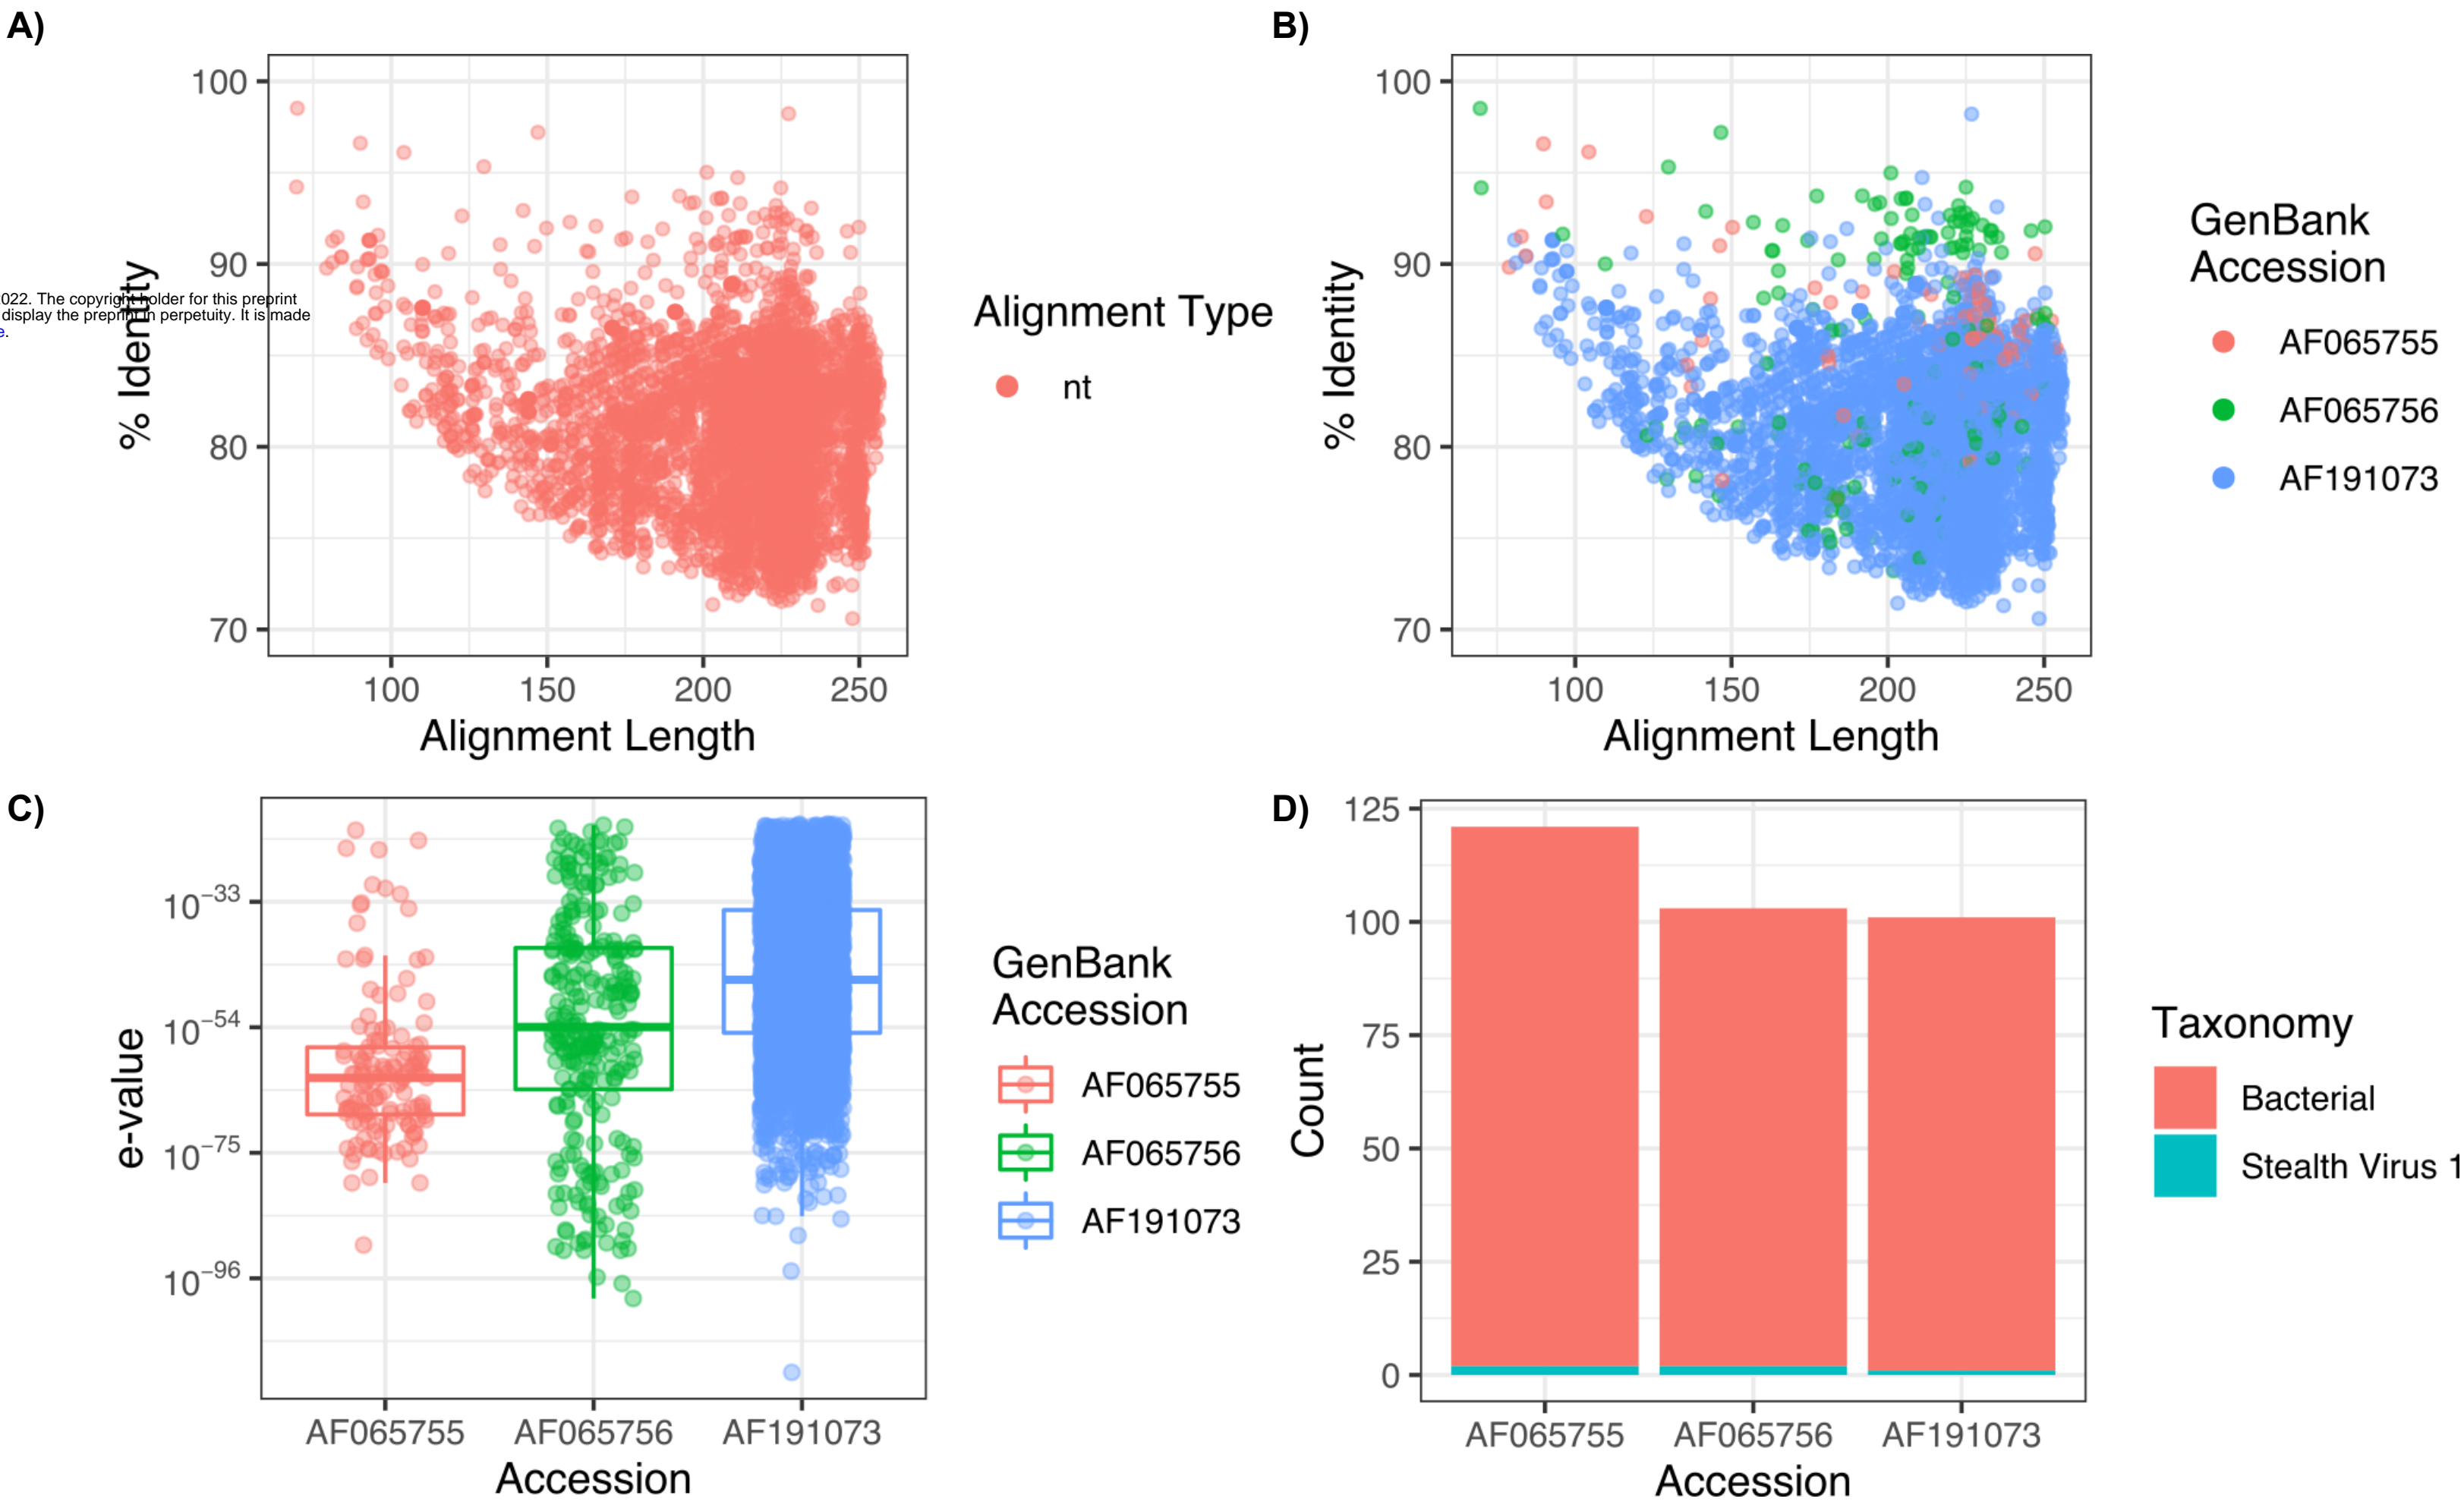 A)
100
90
80
70
% Identity
022. The copyright holder for this preprint
display the preprint in perpetuity. It is made
e.
100 150 200 250
Alignment Length
Alignment Type
nt
B)
100
90
80
70
% Identity
100 150 200 250
Alignment Length
GenBank
Accession
AF065755
AF065756
AF191073
C)
10^−33
10^−54
10^−75
10^−96
e-value
AF065755 AF065756 AF191073
Accession
GenBank
Accession
AF065755
AF065756
AF191073
D)
125
100
75
50
25
0
Count
AF065755 AF065756 AF191073
Accession
Taxonomy
Bacterial
Stealth Virus 1